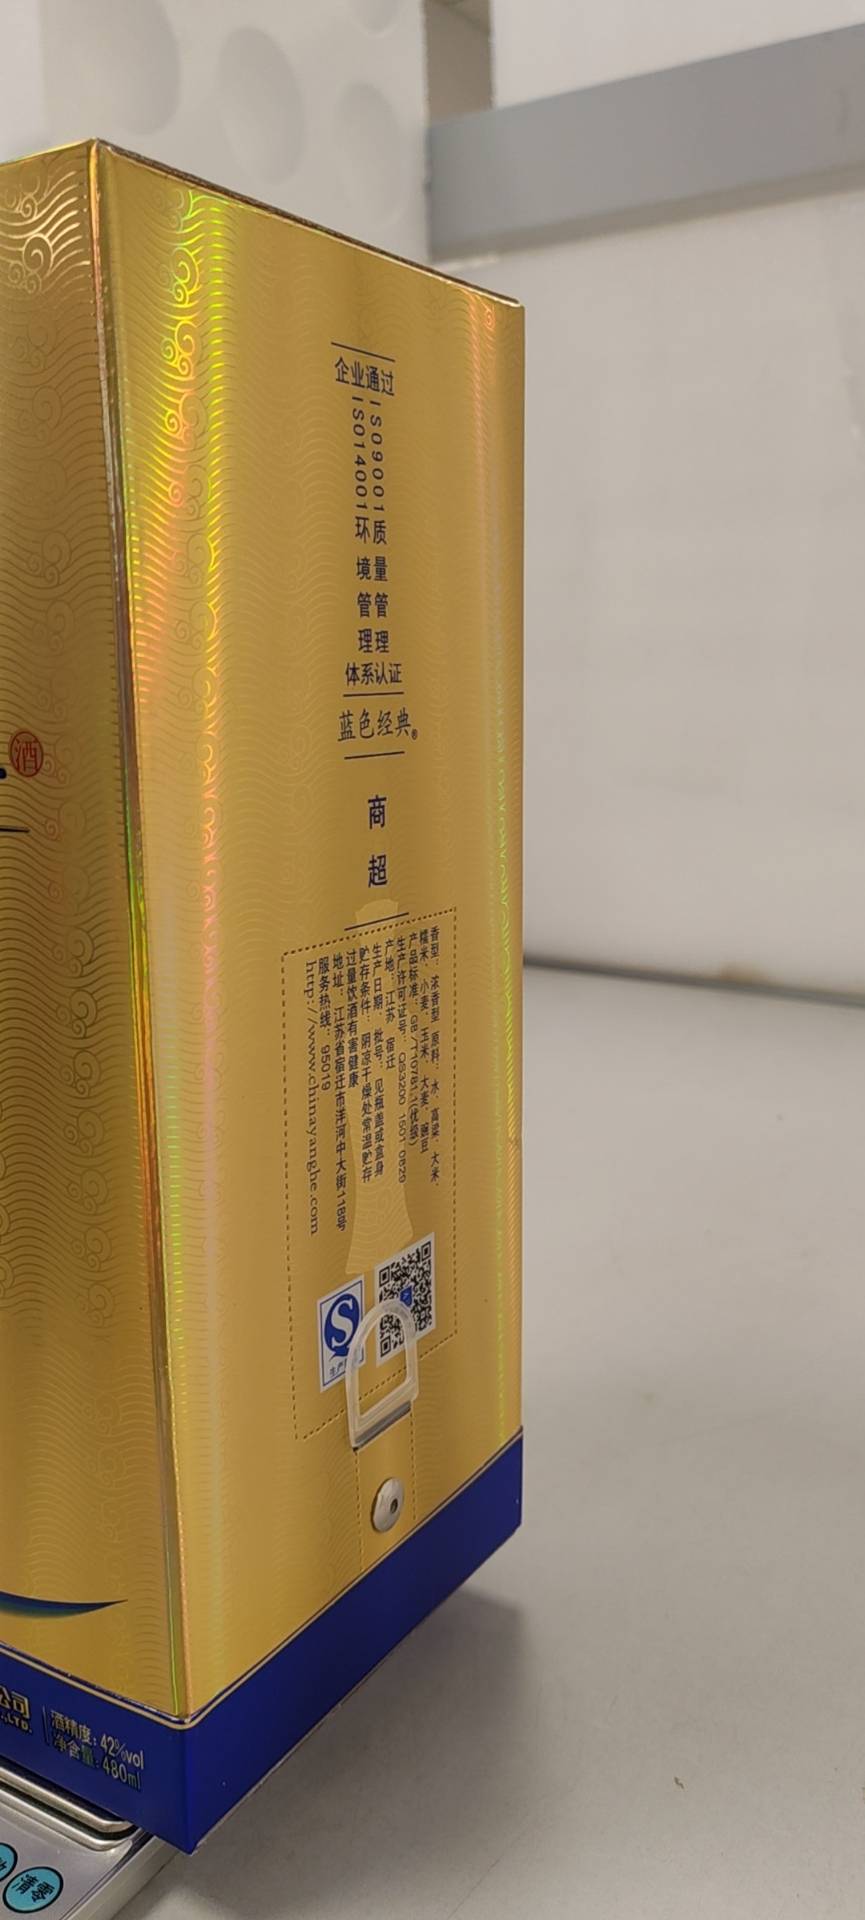 企业通过
ISO9001质量管理
ISO14001环境管理
体系认证
蓝色经典®
商超
香型：浓香型 原料：水、高粱、大米、
糯米、小麦、玉米、大麦、豌豆
产品标准：GB/T10781.1(优级)
生产许可证号：QS3200 1501 0829
产地：江苏 宿迁
生产日期、批号：见瓶盖或盒身
贮存条件：阴凉干燥处常温贮存
过量饮酒有害健康
地址：江苏省宿迁市洋河中大街118号
服务热线：95019
http://www.chinayanghe.com
S
酒
公司
.,LTD.
酒精度：42%vol
净含量：480ml